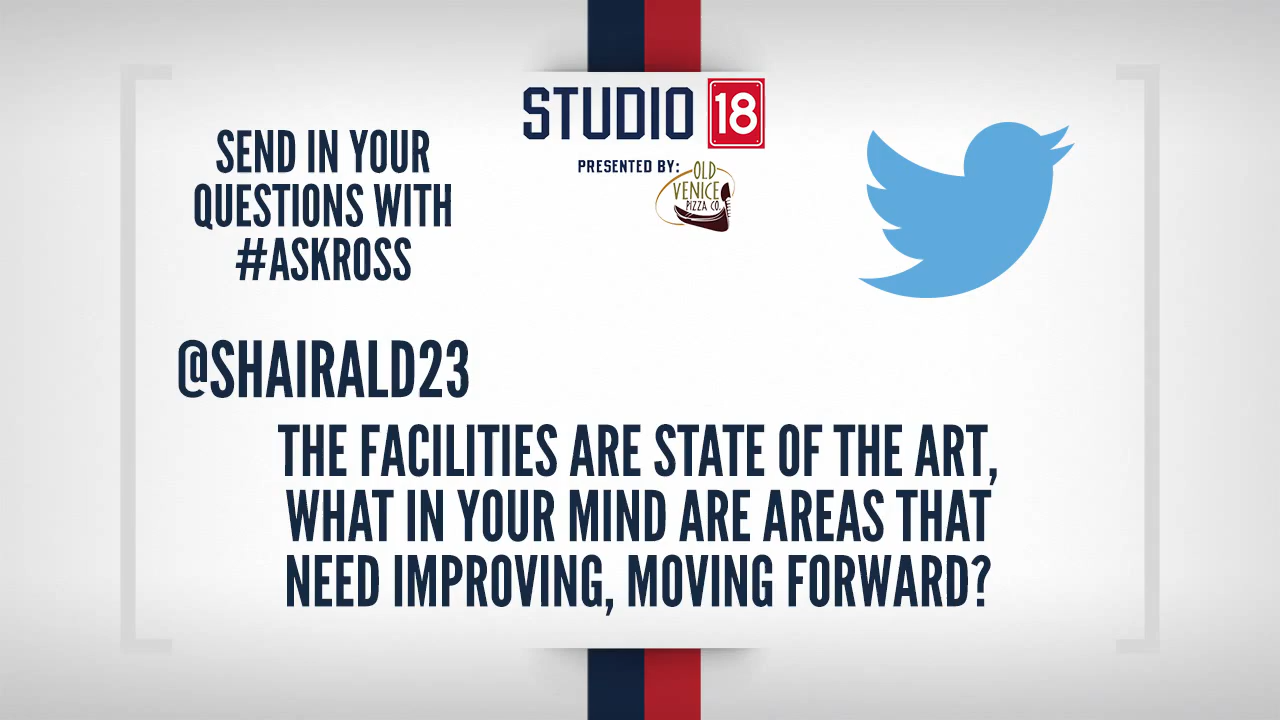 STUDIO 18
PRESENTED BY:
OLD
VENICE
PIZZA CO.
SEND IN YOUR
QUESTIONS WITH
#ASKROSS
@SHAIRALD23
THE FACILITIES ARE STATE OF THE ART,
WHAT IN YOUR MIND ARE AREAS THAT
NEED IMPROVING, MOVING FORWARD?